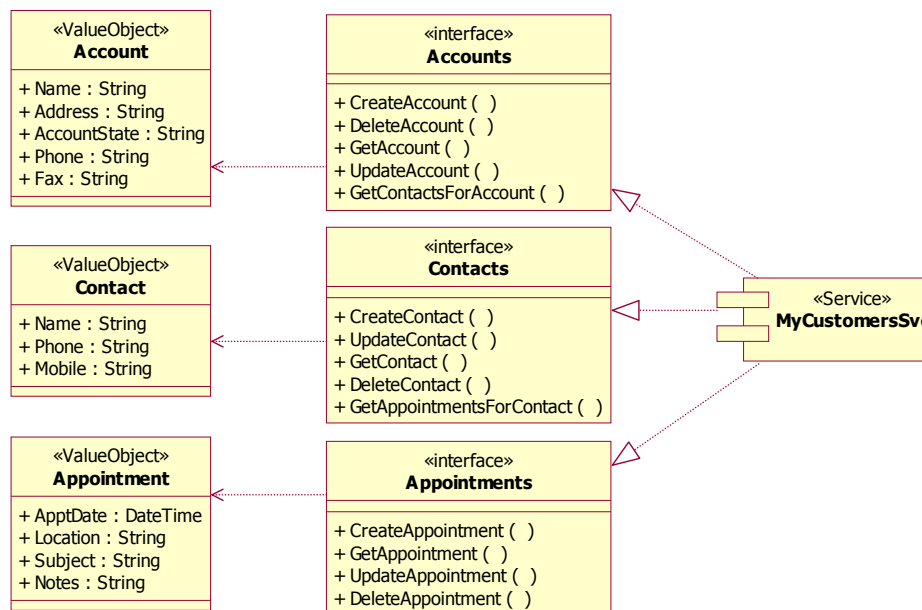 «ValueObject»
Account
+ Name : String
+ Address : String
+ AccountState : String
+ Phone : String
+ Fax : String
«interface»
Accounts
+ CreateAccount ( )
+ DeleteAccount ( )
+ GetAccount ( )
+ UpdateAccount ( )
+ GetContactsForAccount ( )
«ValueObject»
Contact
+ Name : String
+ Phone : String
+ Mobile : String
«interface»
Contacts
+ CreateContact ( )
+ UpdateContact ( )
+ GetContact ( )
+ DeleteContact ( )
+ GetAppointmentsForContact ( )
«Service»
MyCustomersSvc
«ValueObject»
Appointment
+ ApptDate : DateTime
+ Location : String
+ Subject : String
+ Notes : String
«interface»
Appointments
+ CreateAppointment ( )
+ GetAppointment ( )
+ UpdateAppointment ( )
+ DeleteAppointment ( )